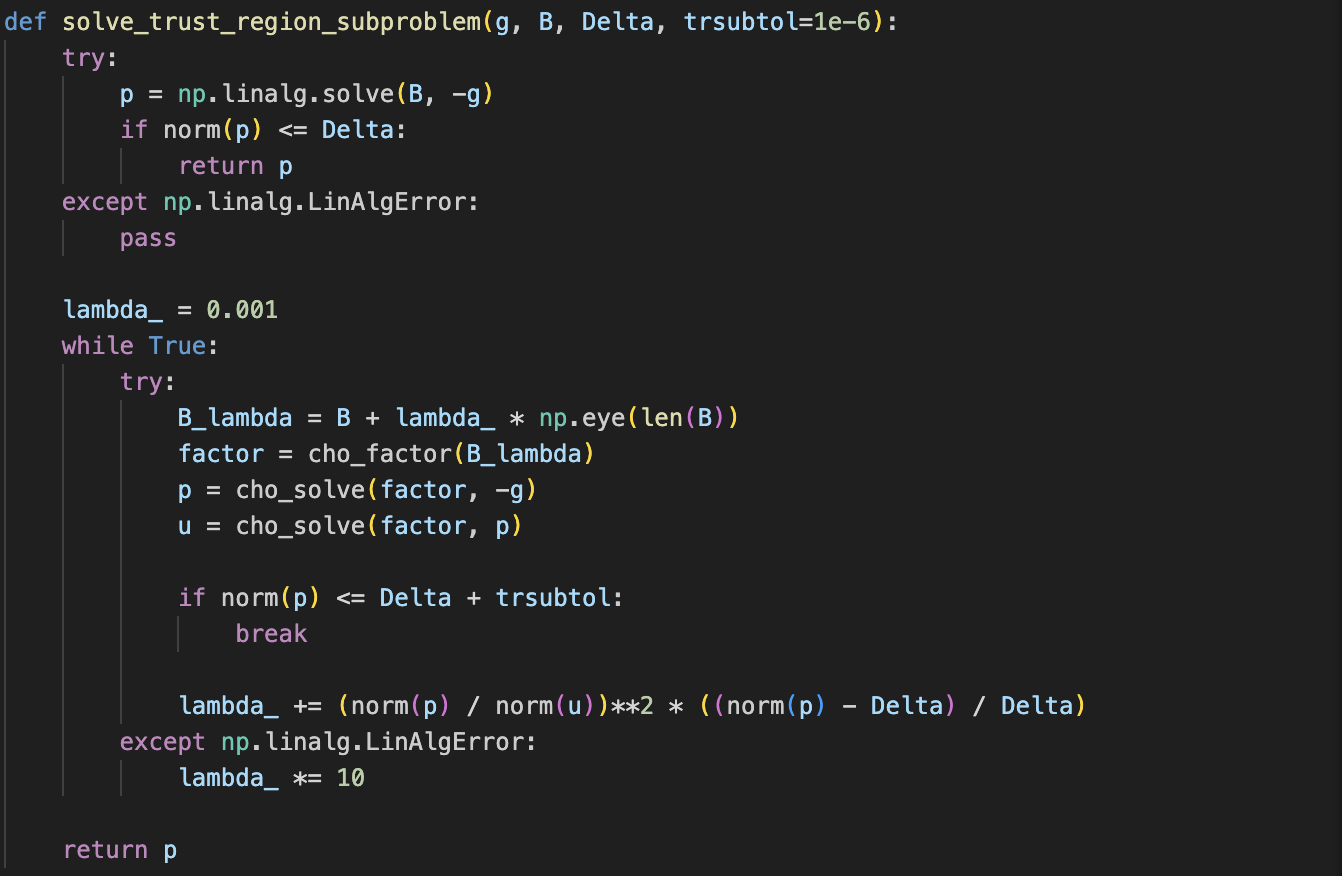 def solve_trust_region_subproblem(g, B, Delta, trsubtol=1e-6):
    try:
        p = np.linalg.solve(B, -g)
        if norm(p) <= Delta:
            return p
    except np.linalg.LinAlgError:
        pass

    lambda_ = 0.001
    while True:
        try:
            B_lambda = B + lambda_ * np.eye(len(B))
            factor = cho_factor(B_lambda)
            p = cho_solve(factor, -g)
            u = cho_solve(factor, p)

            if norm(p) <= Delta + trsubtol:
                break

            lambda_ += (norm(p) / norm(u))**2 * ((norm(p) - Delta) / Delta)
        except np.linalg.LinAlgError:
            lambda_ *= 10

    return p